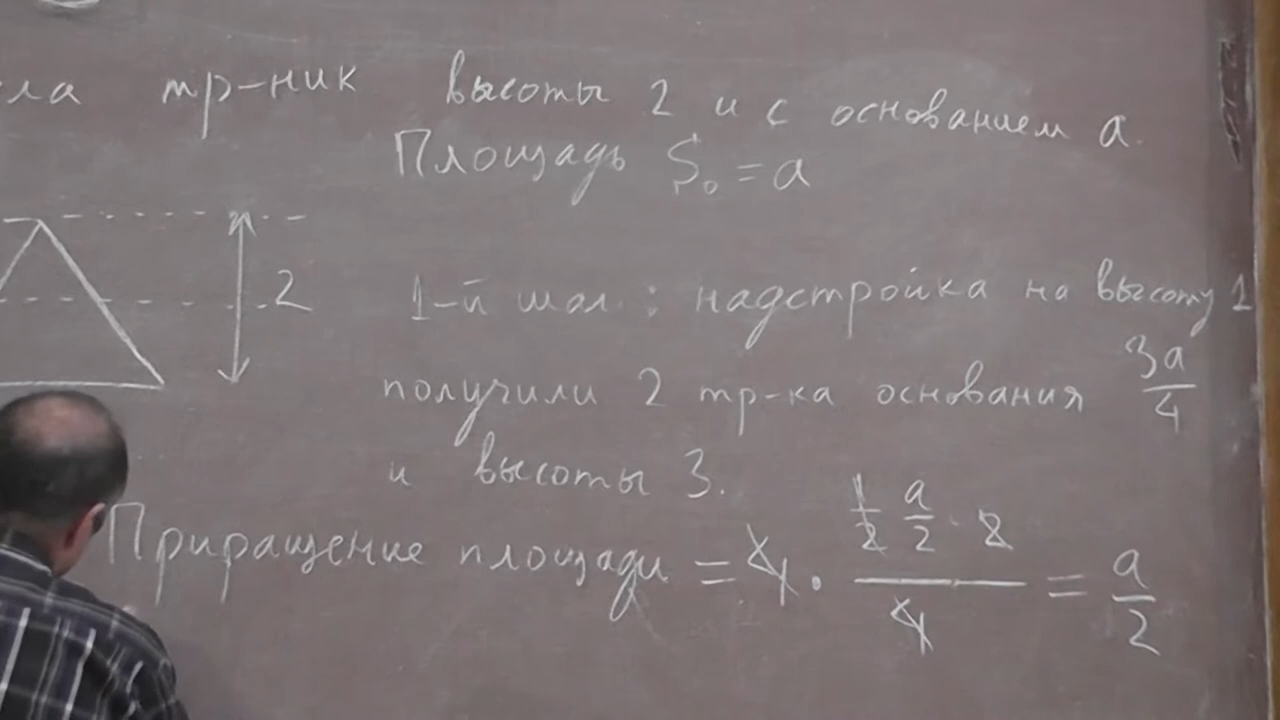 ла тр-ник высоты 2 и с основанием a.
Площадь S₀ = a
2
1-й шаг: надстройка на высоту 1
получили 2 тр-ка основания 3a/4
и высоты 3.
Приращение площади = 4 · (1/2 a/2 · 2)/4 = a/2